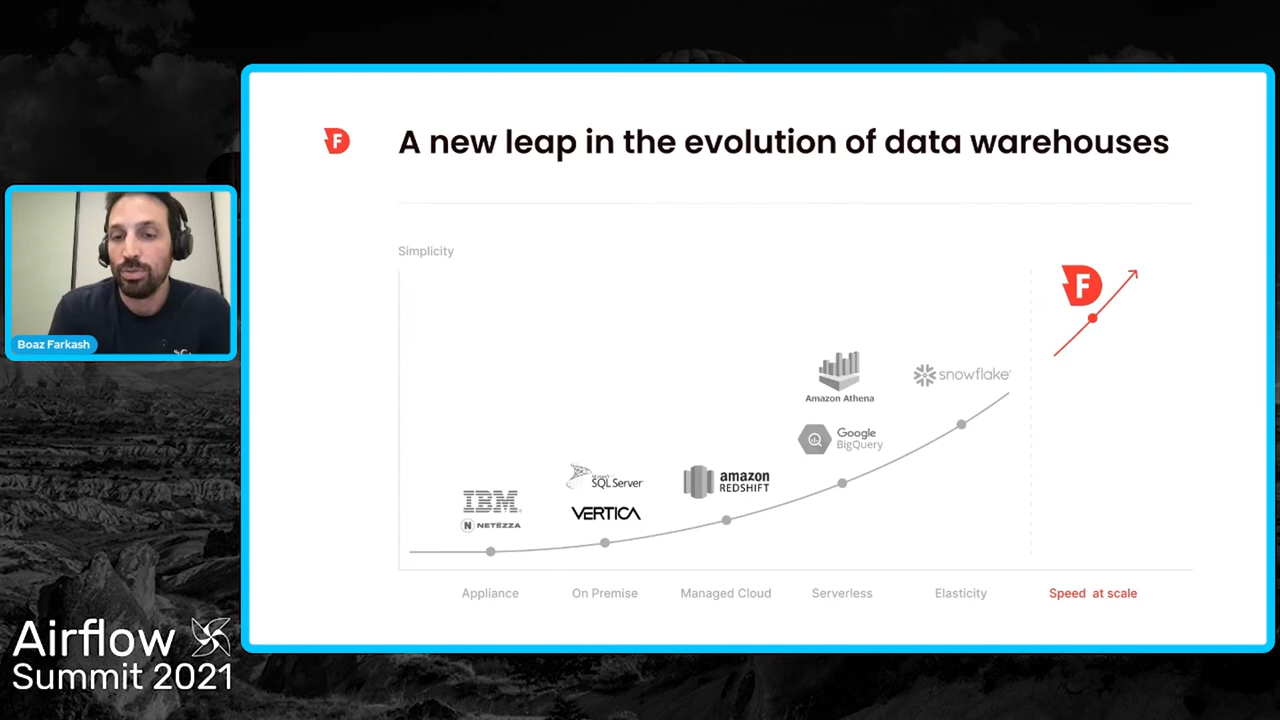 F
A new leap in the evolution of data warehouses
Simplicity
F
Amazon Athena
snowflake
Google
BigQuery
SQL Server
amazon
REDSHIFT
IBM
VERTICA
N NETEZZA
Appliance
On Premise
Managed Cloud
Serverless
Elasticity
Speed at scale
Boaz Farkash
Airflow
Summit 2021